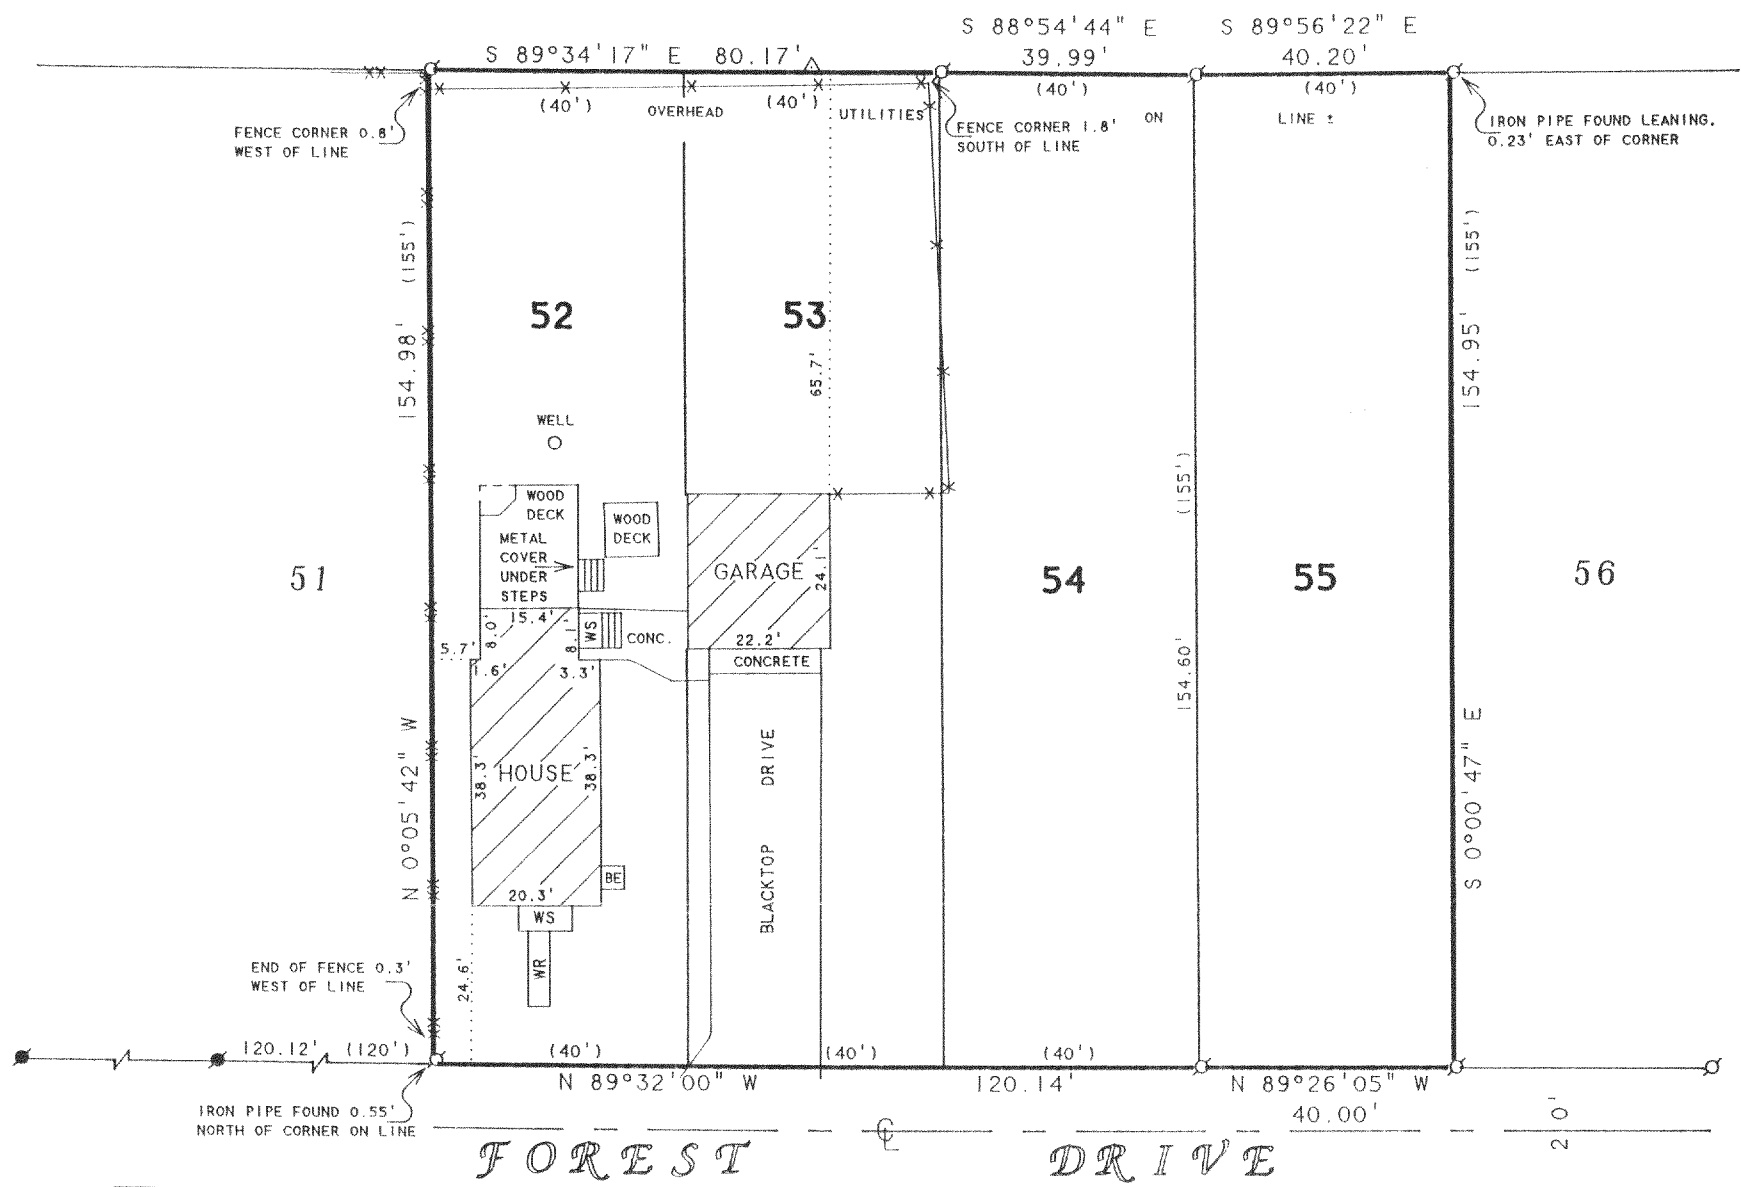 S 88°54'44" E
S 89°56'22" E
S 89°34'17" E 80.17'
39.99'
40.20'
(40')
(40')
(40')
(40')
OVERHEAD
UTILITIES
ON
LINE ±
FENCE CORNER 0.8'
WEST OF LINE
FENCE CORNER 1.8'
SOUTH OF LINE
IRON PIPE FOUND LEANING.
0.23' EAST OF CORNER
(155')
154.98'
N 0°05'42" W
52
53
65.7'
WELL
WOOD
DECK
METAL
COVER
UNDER
STEPS
WOOD
DECK
GARAGE
24.1'
22.2'
51
54
55
56
(155')
154.60'
(155')
154.95'
S 0°00'47" E
15.4'
8.0'
8.1'
WS
CONC.
5.7'
1.6'
3.3'
CONCRETE
38.3'
HOUSE
38.3'
BLACKTOP DRIVE
BE
20.3'
WS
WR
24.6'
END OF FENCE 0.3'
WEST OF LINE
120.12' (120')
(40')
(40')
(40')
N 89°32'00" W
120.14'
N 89°26'05" W
40.00'
IRON PIPE FOUND 0.55'
NORTH OF CORNER ON LINE
20'
CL
FOREST DRIVE